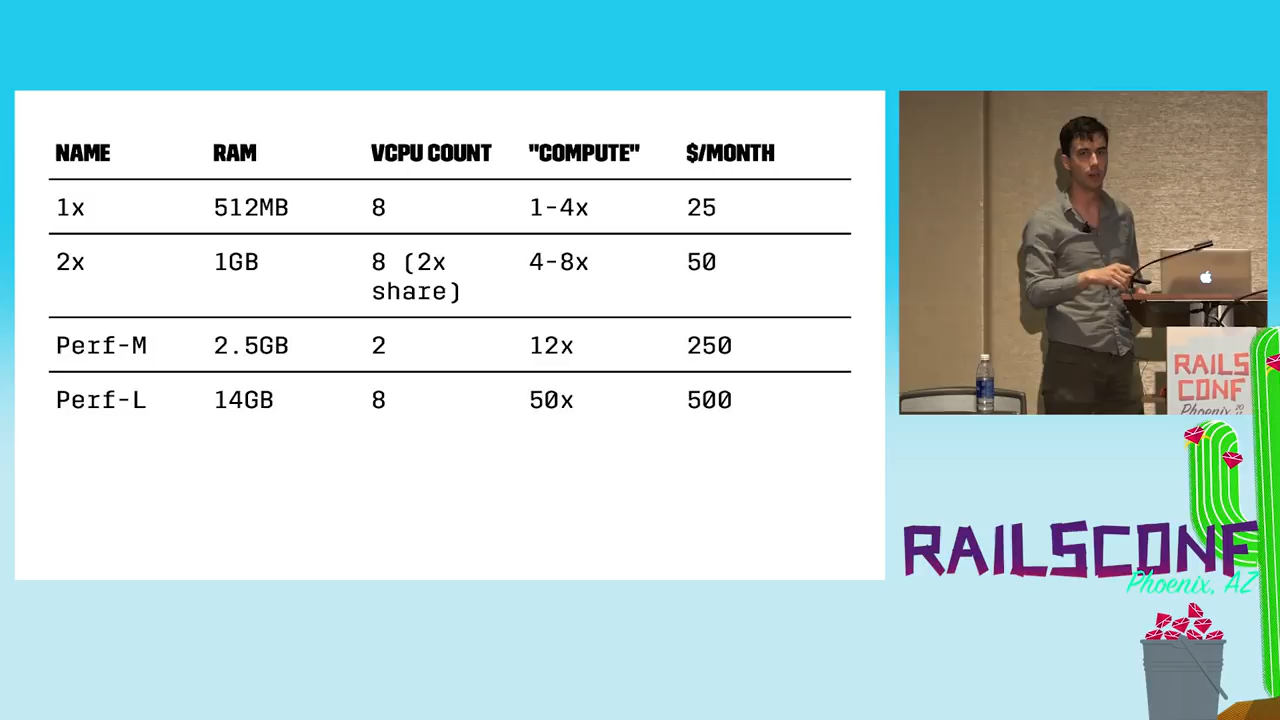 NAME RAM VCPU COUNT "COMPUTE" $/MONTH
1x 512MB 8 1-4x 25
2x 1GB 8 (2x share) 4-8x 50
Perf-M 2.5GB 2 12x 250
Perf-L 14GB 8 50x 500
RAILS
CONF
Phoenix
RAILSCONF
Phoenix, AZ